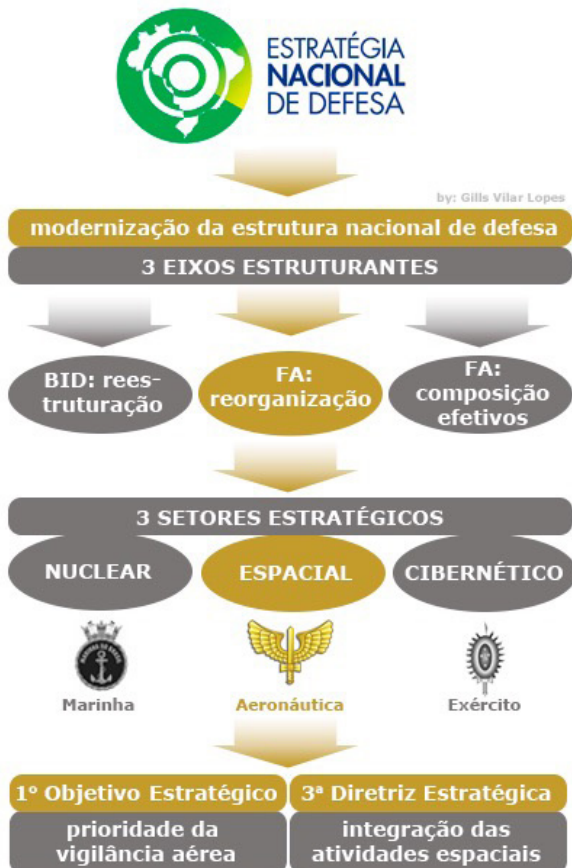 ESTRATÉGIA
NACIONAL
DE DEFESA
by: Gills Vilar Lopes
modernização da estrutura nacional de defesa
3 EIXOS ESTRUTURANTES
BID: rees-
truturação
FA:
reorganização
FA:
composição
efetivos
3 SETORES ESTRATÉGICOS
NUCLEAR
ESPACIAL
CIBERNÉTICO
Marinha
Aeronáutica
Exército
1º Objetivo Estratégico
prioridade da
vigilância aérea
3ª Diretriz Estratégica
integração das
atividades espaciais